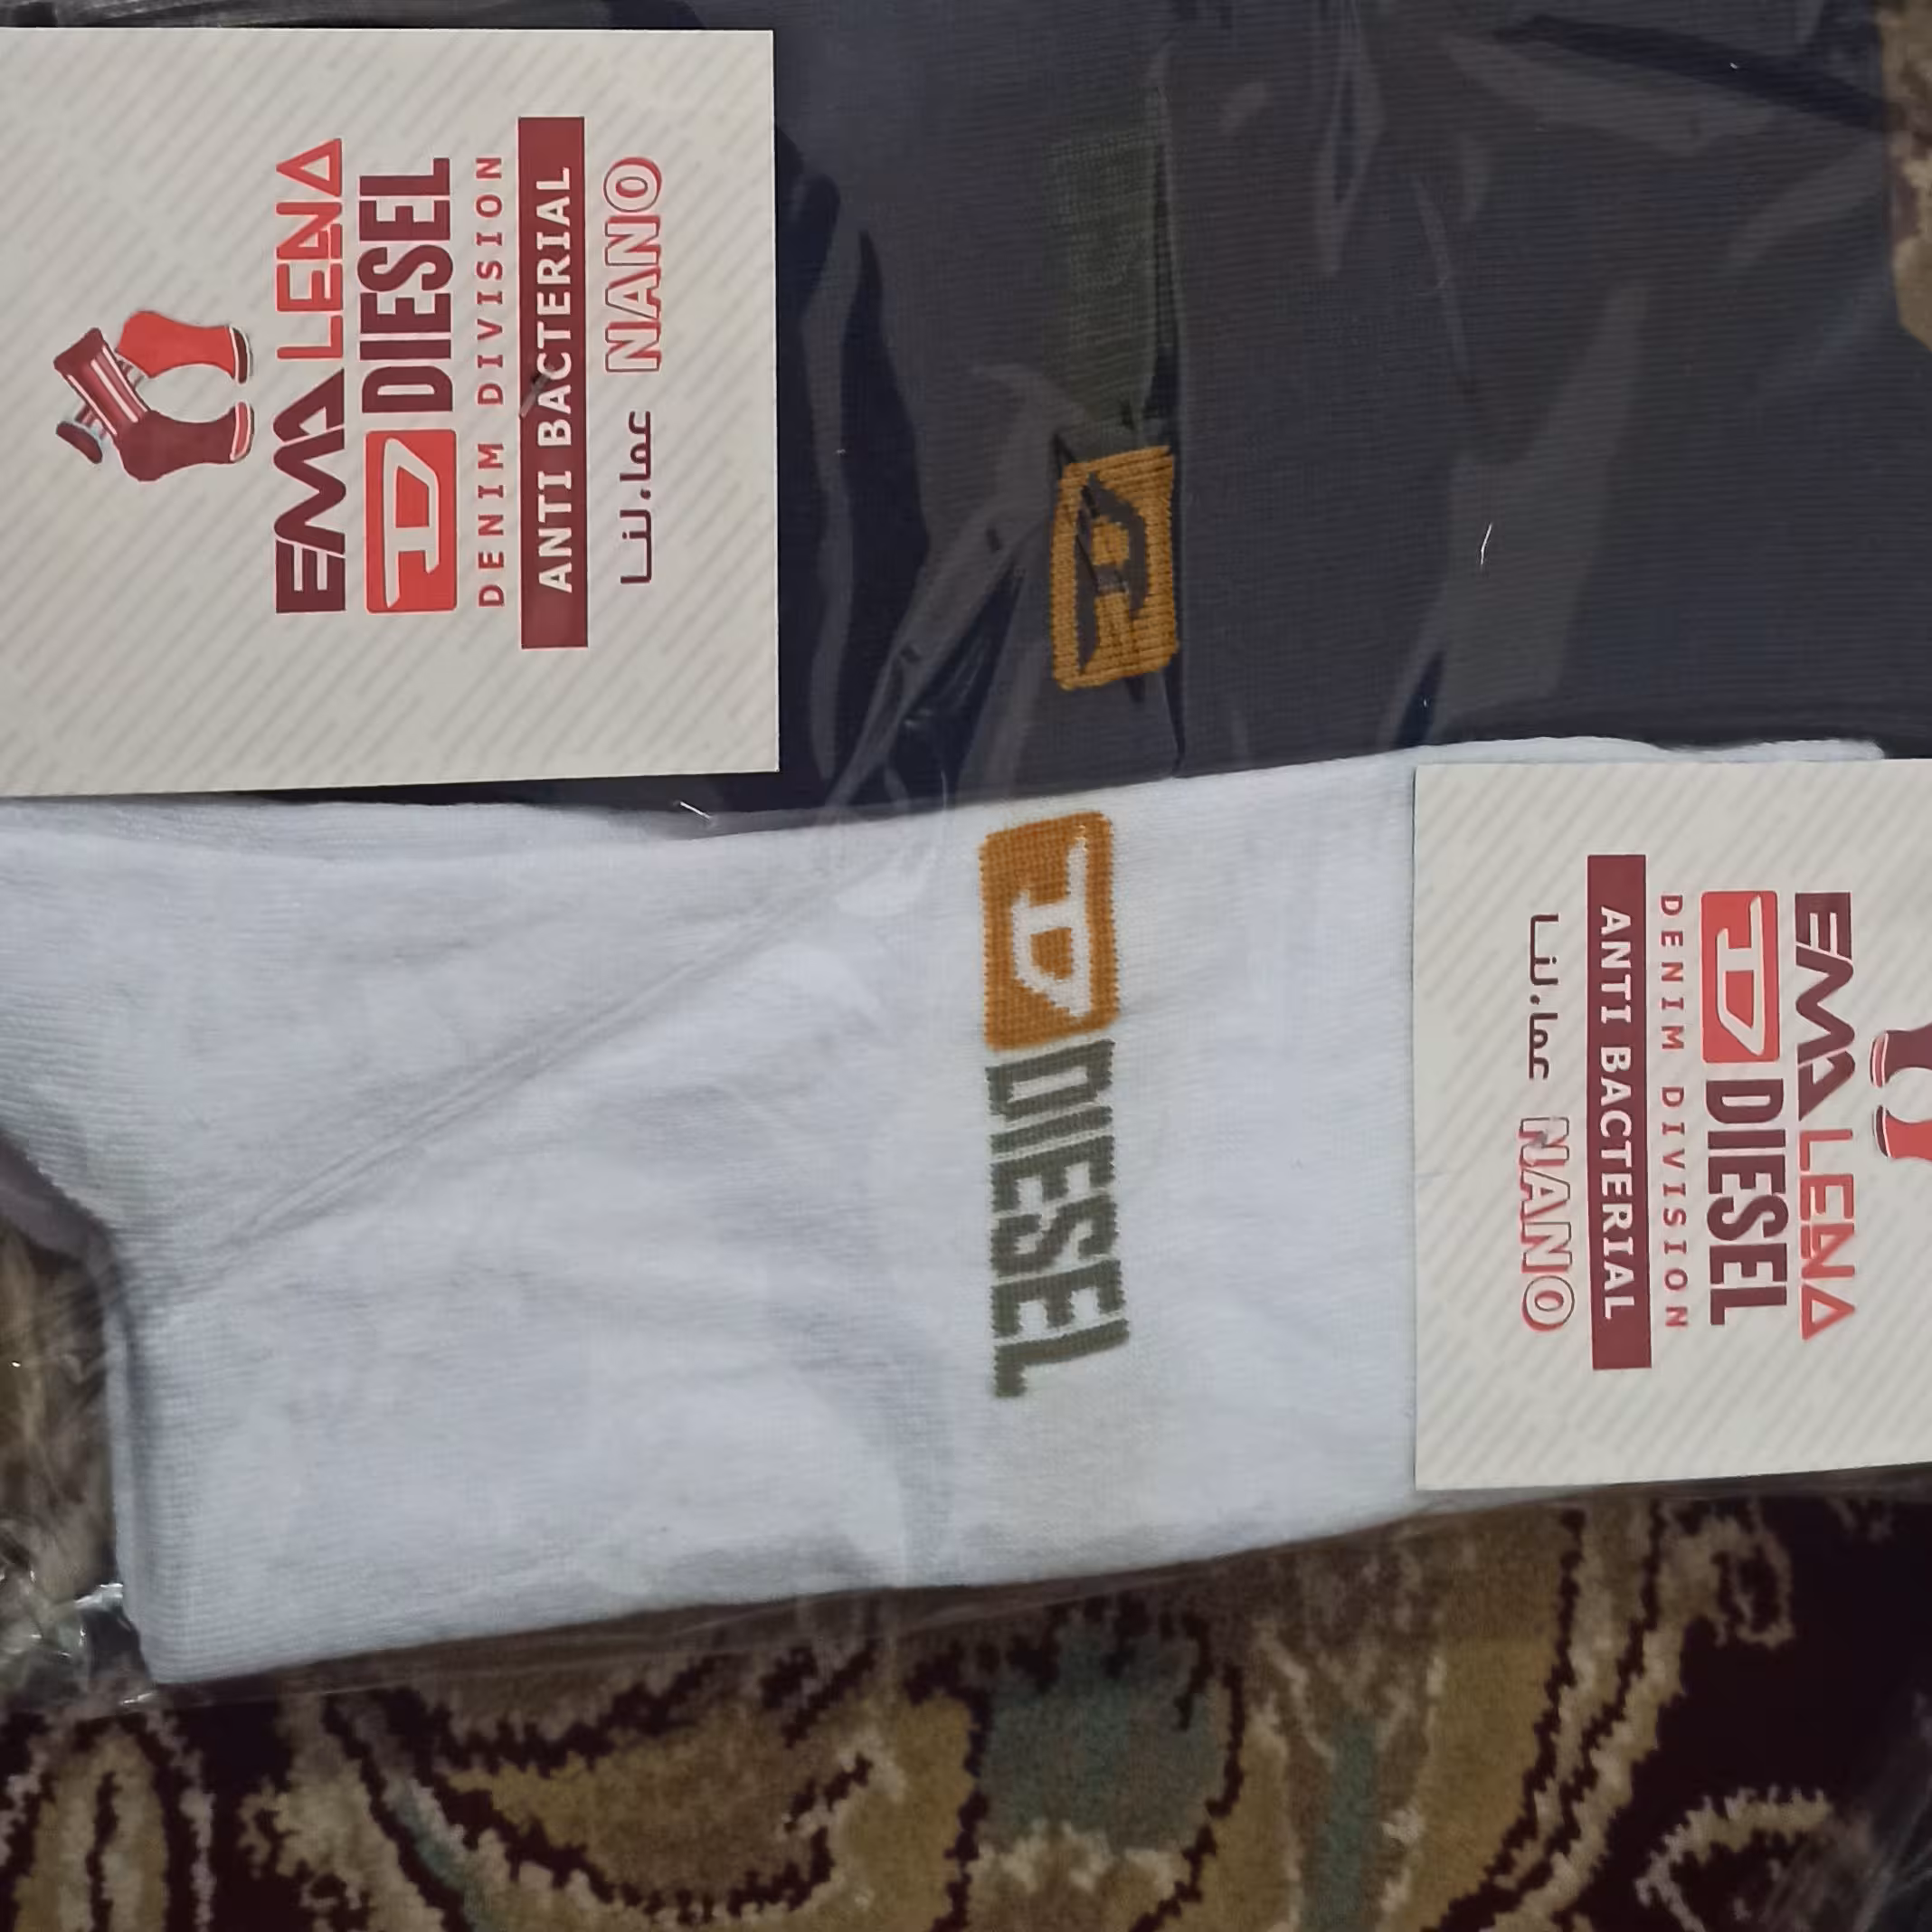 EMA LENA
D DIESEL
DENIM DIVISION
ANTI BACTERIAL
عما.لنا NANO
D
D DIESEL
EMA LENA
D DIESEL
DENIM DIVISION
ANTI BACTERIAL
عما.لنا NANO